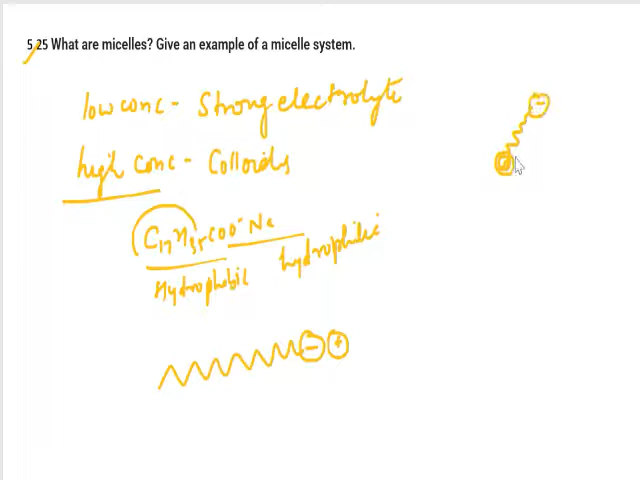 5.25 What are micelles? Give an example of a micelle system.
low conc - Strong electrolyte
high conc - Colloids
C17H35COO-Na
Hydrophobic hydrophilic
- +
-